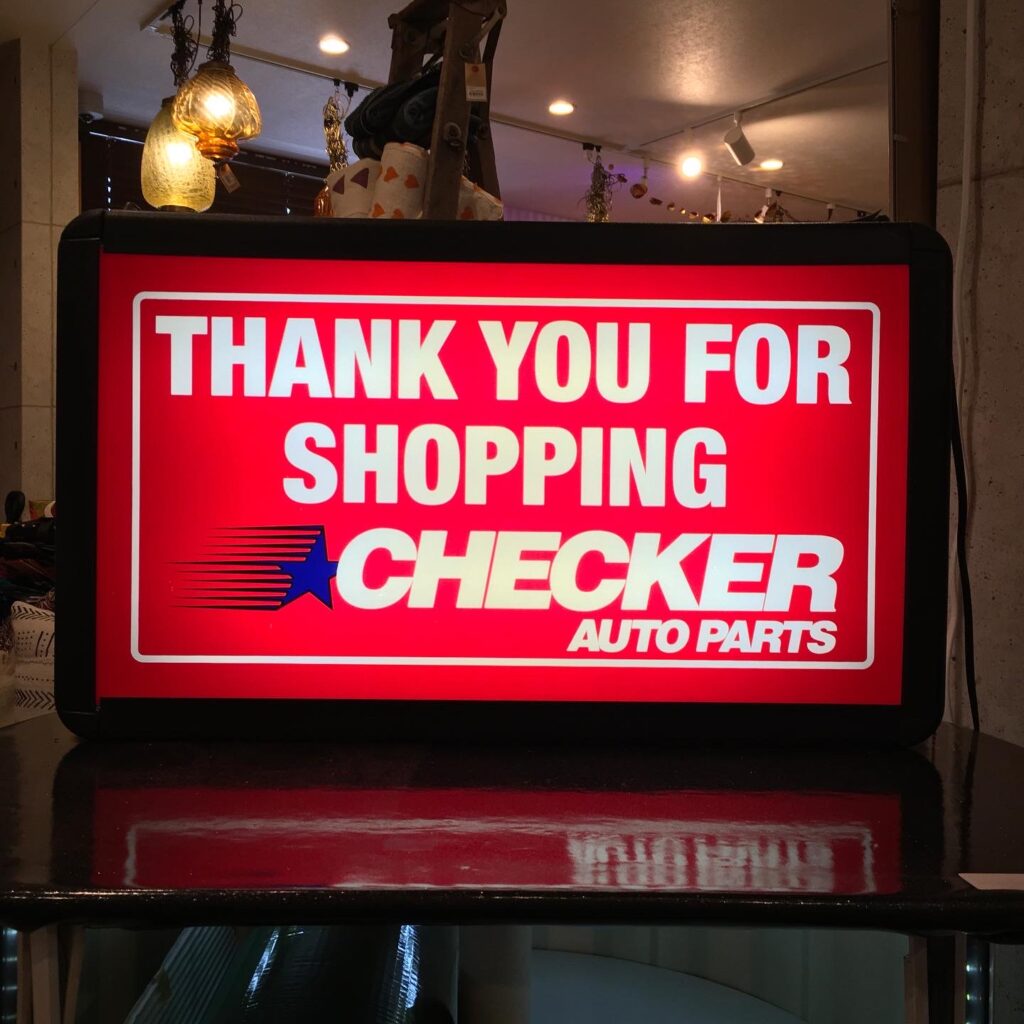 THANK YOU FOR
SHOPPING
CHECKER
AUTO PARTS